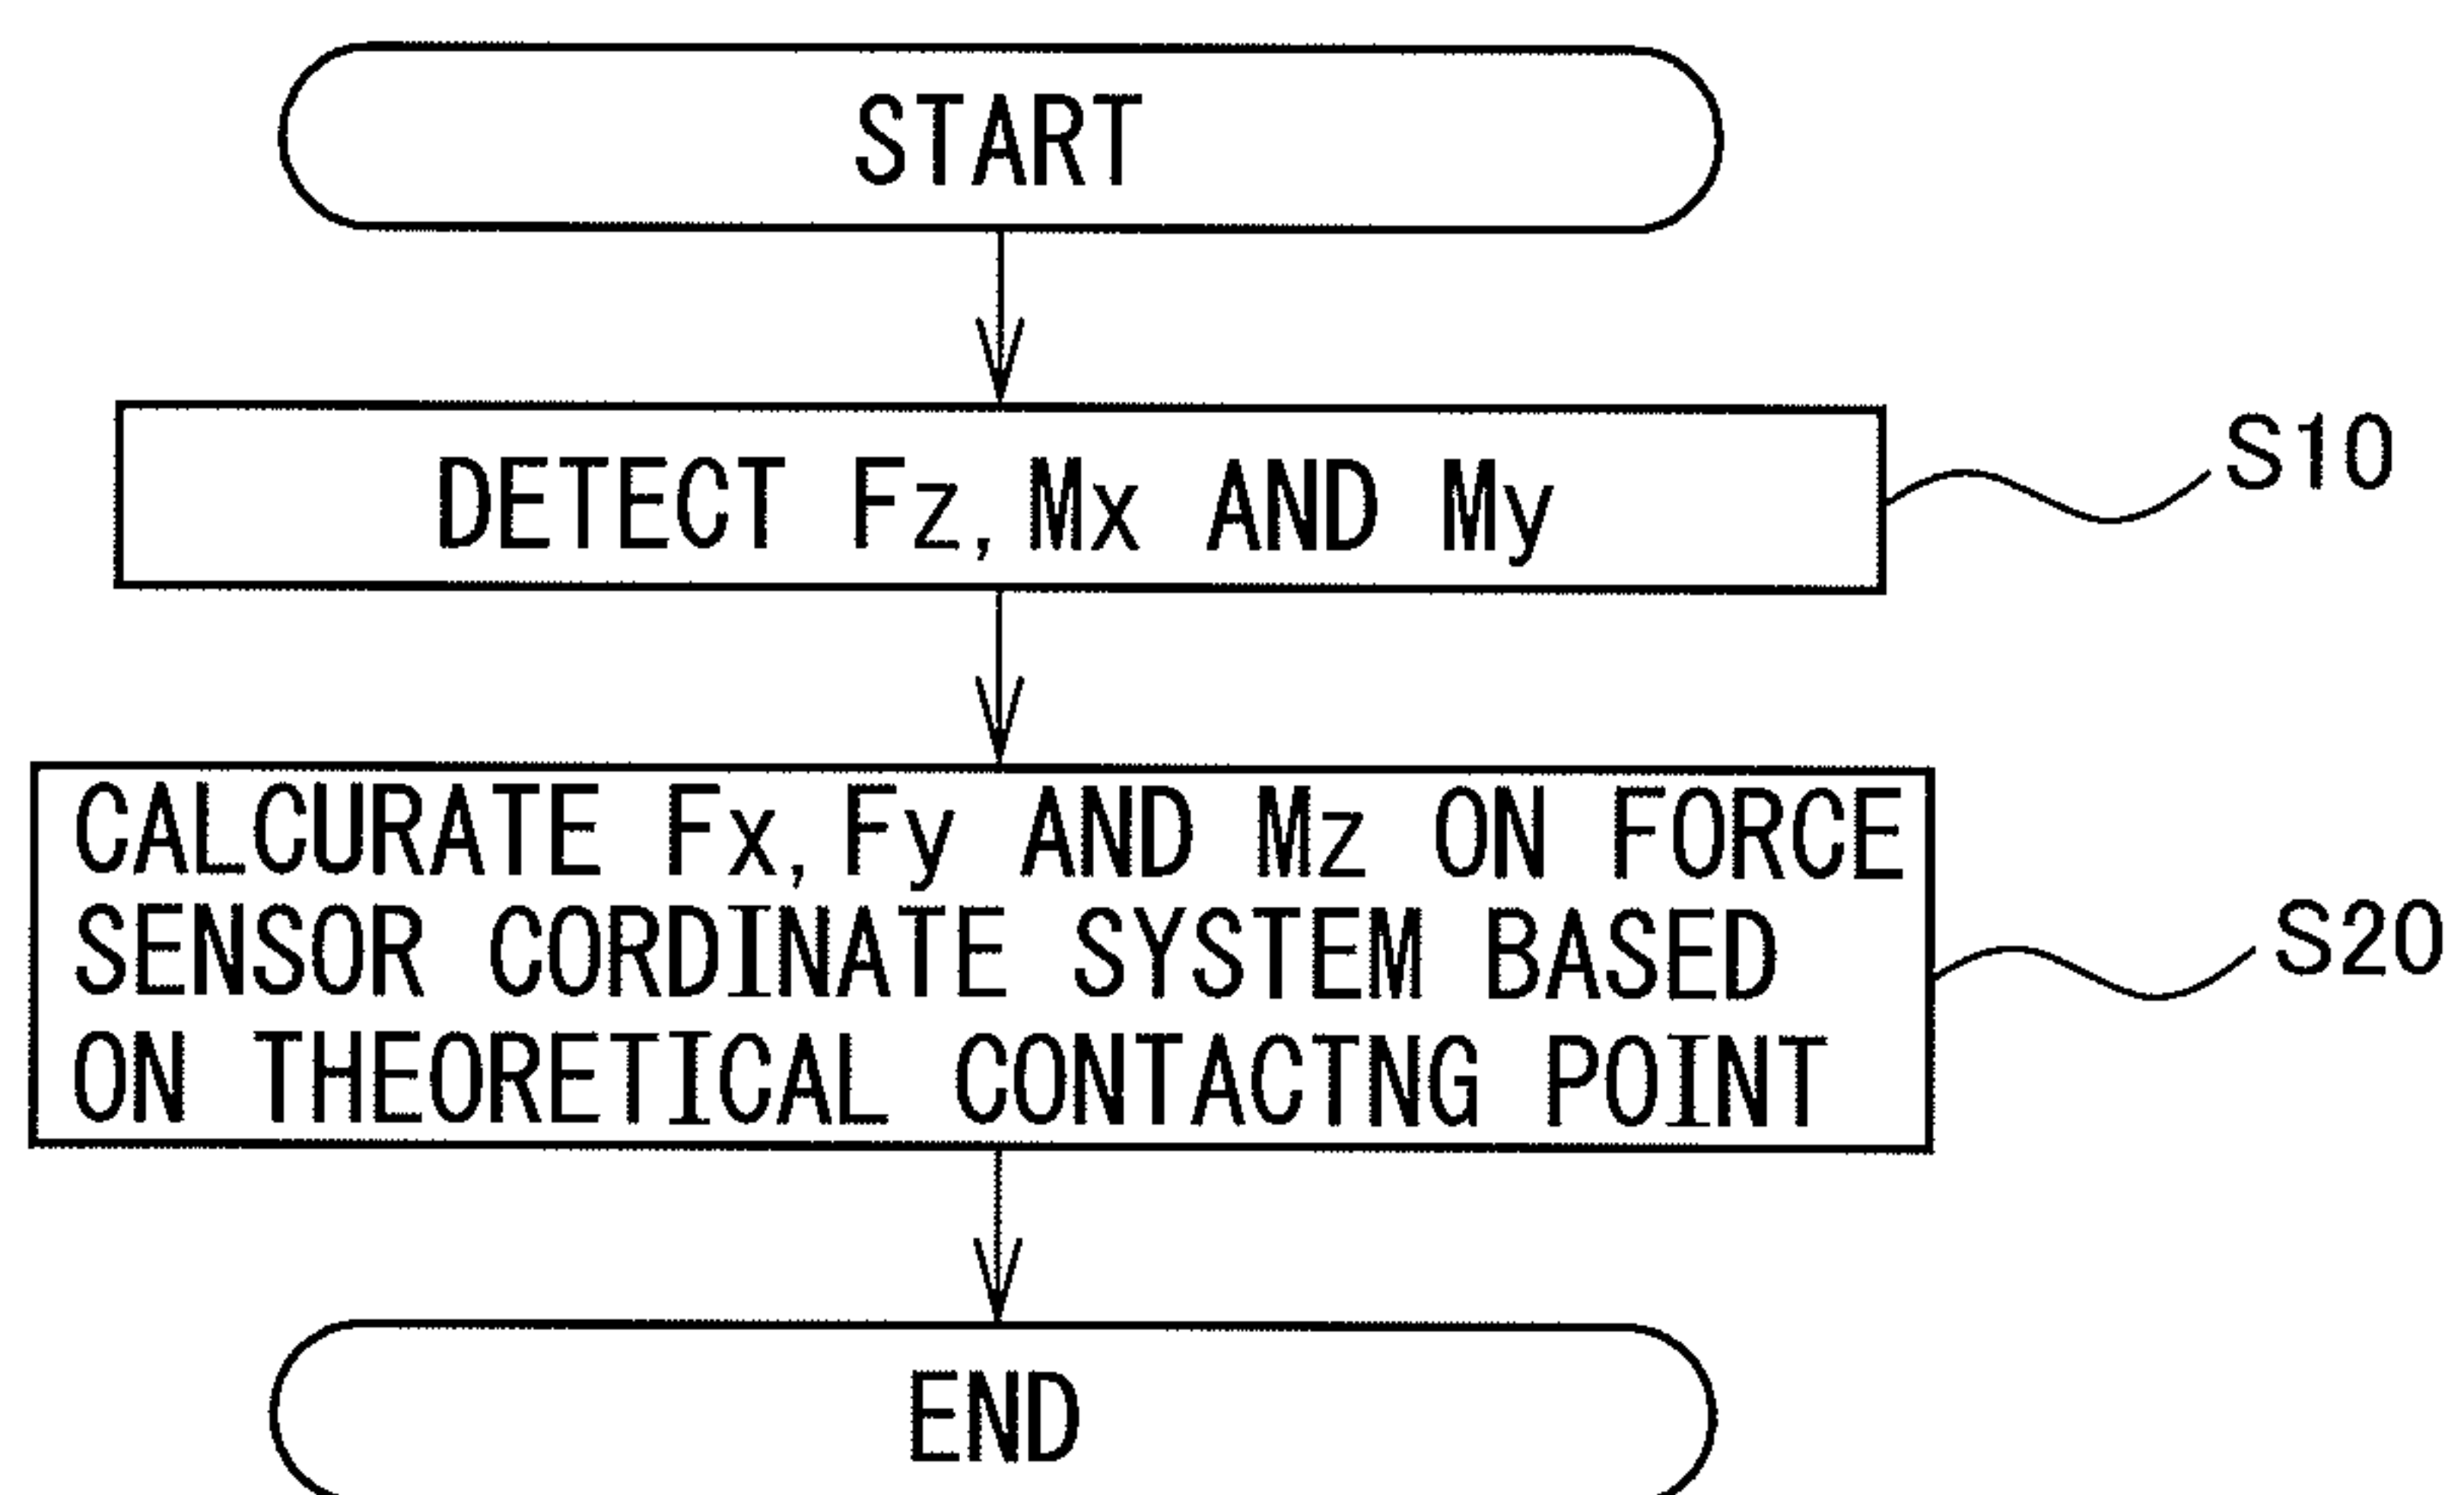 START
DETECT Fz, Mx AND My
S10
CALCURATE Fx, Fy AND Mz ON FORCE
SENSOR CORDINATE SYSTEM BASED
ON THEORETICAL CONTACTNG POINT
S20
END